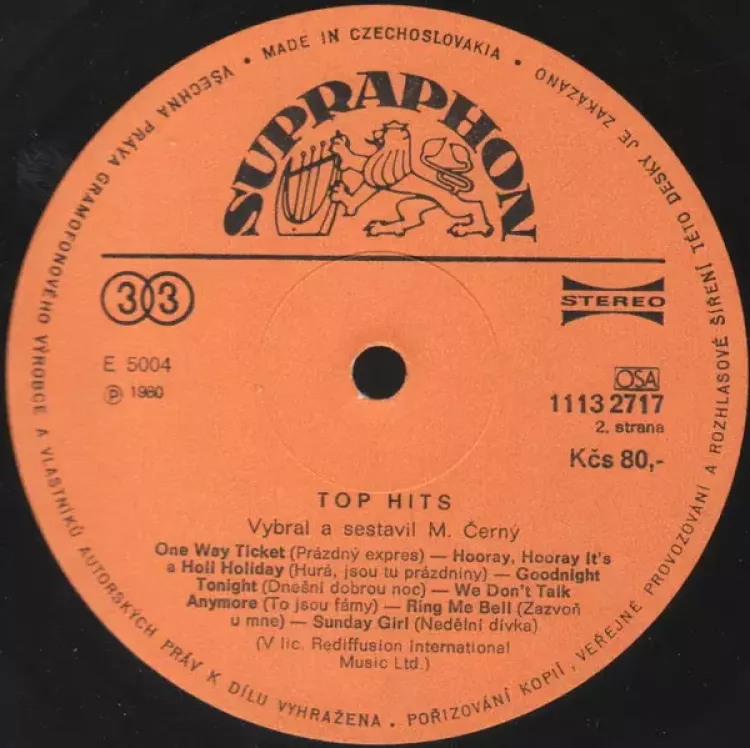 • MADE IN CZECHOSLOVAKIA •
VŠECHNA PRÁVA GRAMOFONOVÉHO VÝROBCE A VLASTNÍKŮ AUTORSKÝCH PRÁV K DÍLU VYHRAŽENA • POŘIZOVÁNÍ KOPIÍ, VEŘEJNÉ PROVOZOVÁNÍ A ROZHLASOVÉ ŠÍŘENÍ TÉTO DESKY JE ZAKÁZÁNO
SUPRAPHON
33
STEREO
E 5004
℗ 1980
OSA
1113 2717
2. strana
Kčs 80,-
TOP HITS
Vybral a sestavil M. Černý
One Way Ticket (Prázdný expres) — Hooray, Hooray It's
a Holi Holiday (Hurá, jsou tu prázdniny) — Goodnight
Tonight (Dnešní dobrou noc) — We Don't Talk
Anymore (To jsou fámy) — Ring Me Bell (Zazvoň
u mne) — Sunday Girl (Nedělní dívka)
(V lic. Rediffusion International
Music Ltd.)